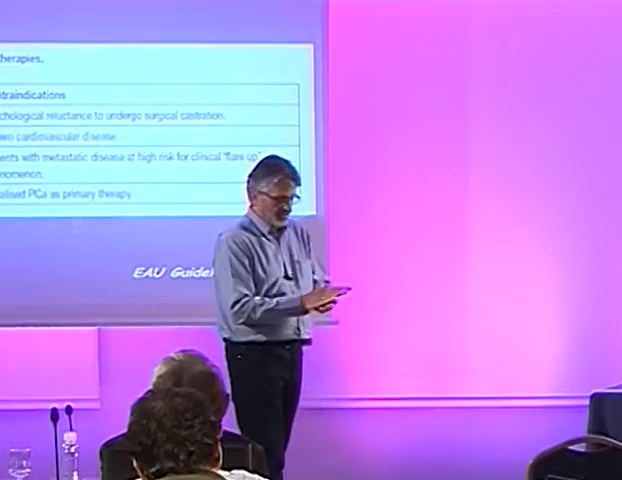 therapies.
traindications
chological reluctance to undergo surgical castration.
cardiovascular disease.
ents with metastatic disease at high risk for clinical "flare up"
nomenon.
alised PCa as primary therapy.
EAU Guidel